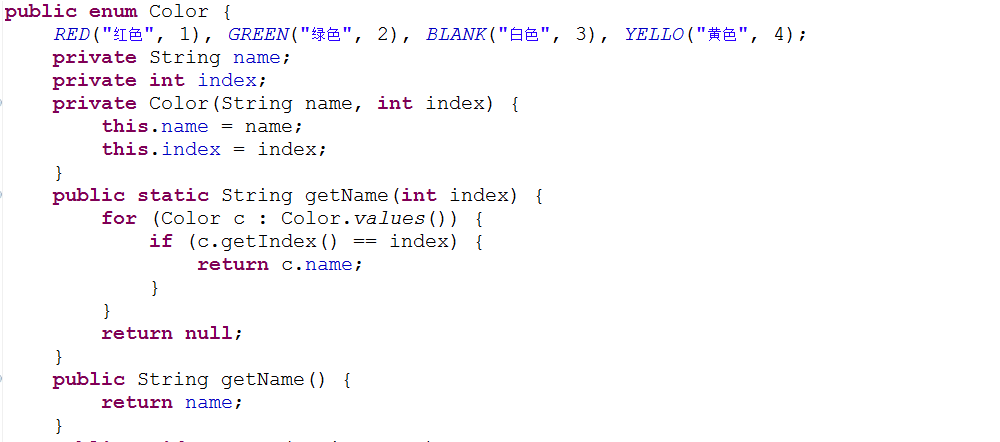 public enum Color {
RED("红色", 1), GREEN("绿色", 2), BLANK("白色", 3), YELLO("黄色", 4);
private String name;
private int index;
private Color(String name, int index) {
this.name = name;
this.index = index;
}
public static String getName(int index) {
for (Color c : Color.values()) {
if (c.getIndex() == index) {
return c.name;
}
}
return null;
}
public String getName() {
return name;
}